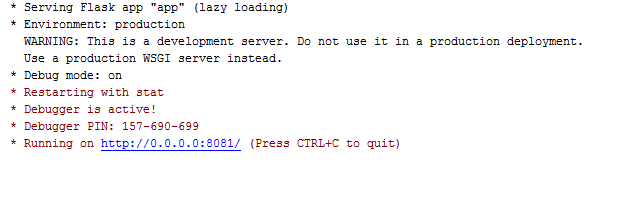 * Serving Flask app "app" (lazy loading)
* Environment: production
WARNING: This is a development server. Do not use it in a production deployment.
Use a production WSGI server instead.
* Debug mode: on
* Restarting with stat
* Debugger is active!
* Debugger PIN: 157-690-699
* Running on http://0.0.0.0:8081/ (Press CTRL+C to quit)